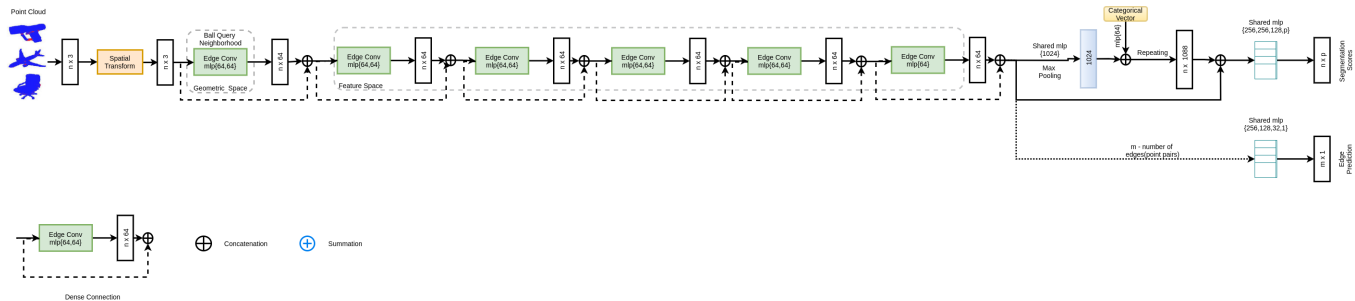 Point Cloud
n x 3
Spatial
Transform
n x 3
Ball Query
Neighborhood
Edge Conv
mlp{64,64}
Geometric Space
n x 64
Edge Conv
mlp{64,64}
Feature Space
n x 64
Edge Conv
mlp{64,64}
n x 64
Edge Conv
mlp{64,64}
n x 64
Edge Conv
mlp{64,64}
n x 64
Edge Conv
mlp{64}
n x 64
Shared mlp
{1024}
Max
Pooling
1024
Categorical
Vector
mlp{64}
Repeating
n x 1088
Shared mlp
{256,256,128,p}
n x p
Segmentation
Scores
m - number of
edges(point pairs)
Shared mlp
{256,128,32,1}
m x 1
Edge
Prediction
Edge Conv
mlp{64,64}
n x 64
Dense Connection
Concatenation
Summation